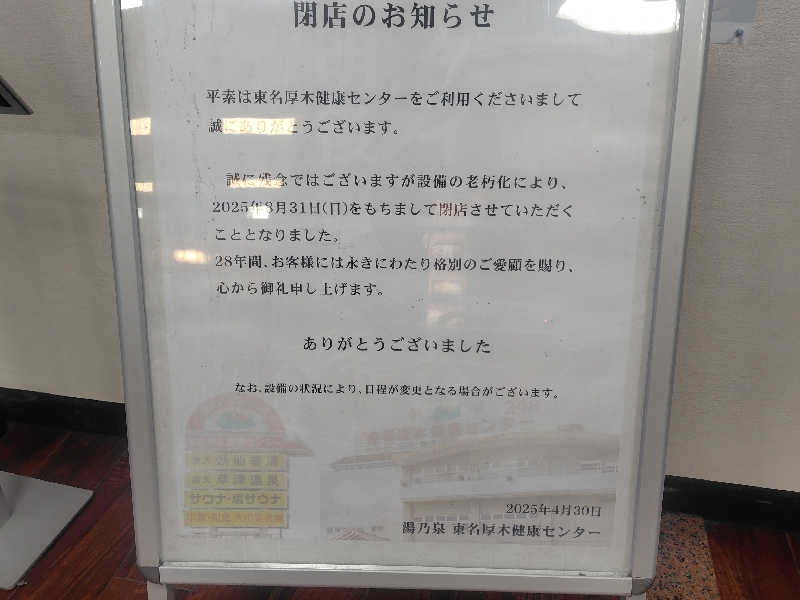 閉店のお知らせ
平素は東名厚木健康センターをご利用くださいまして
誠にありがとうございます。
誠に残念ではございますが設備の老朽化により、
2025年8月31日(日)をもちまして閉店させていただく
こととなりました。
28年間、お客様には永きにわたり格別のご愛顧を賜り、
心から御礼申し上げます。
ありがとうございました
なお、設備の状況により、日程が変更となる場合がございます。
草津温泉
サロナ・塩サウナ
2025年4月30日
湯乃泉 東名厚木健康センター